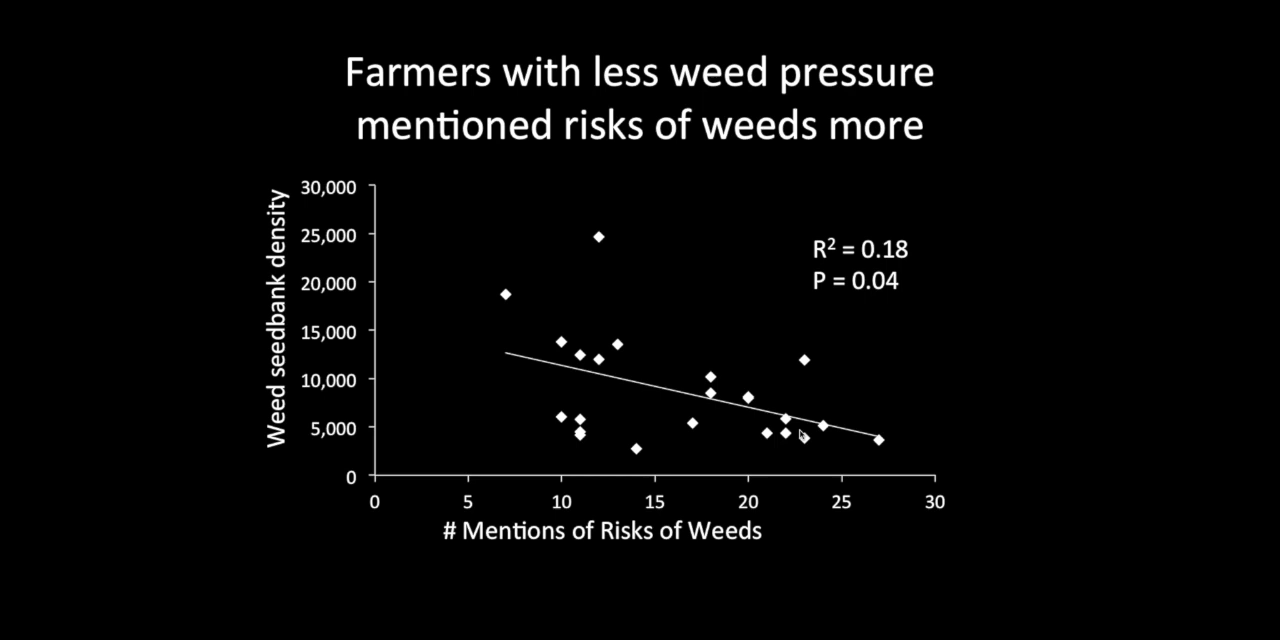 Farmers with less weed pressure
mentioned risks of weeds more
Weed seedbank density
30,000
25,000
20,000
15,000
10,000
5,000
0
R² = 0.18
P = 0.04
0 5 10 15 20 25 30
# Mentions of Risks of Weeds